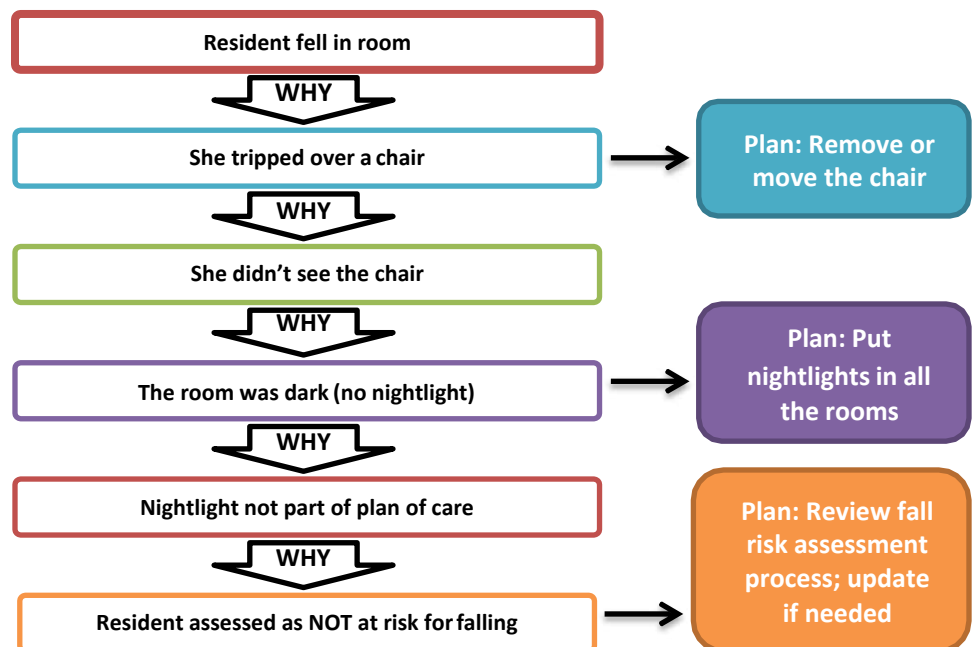 Resident fell in room
WHY
She tripped over a chair
Plan: Remove or
move the chair
WHY
She didn’t see the chair
WHY
The room was dark (no nightlight)
Plan: Put
nightlights in all
the rooms
WHY
Nightlight not part of plan of care
WHY
Resident assessed as NOT at risk for falling
Plan: Review fall
risk assessment
process; update
if needed